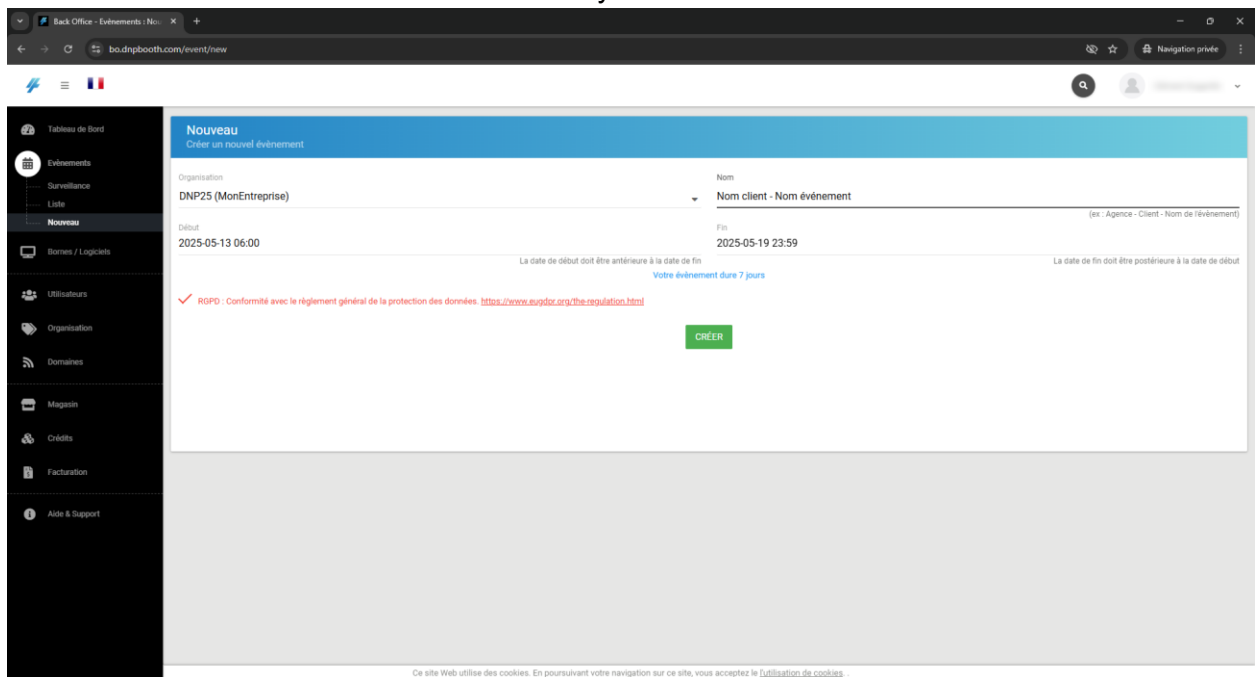 Back Office - Evènements : Nou
bo.dnpbooth.com/event/new
Navigation privée
Tableau de Bord
Evènements
Surveillance
Liste
Nouveau
Bornes / Logiciels
Utilisateurs
Organisation
Domaines
Magasin
Crédits
Facturation
Aide & Support
Nouveau
Créer un nouvel évènement
Organisation
DNP25 (MonEntreprise)
Nom
Nom client - Nom événement
(ex : Agence - Client - Nom de l'évènement)
Début
2025-05-13 06:00
La date de début doit être antérieure à la date de fin
Fin
2025-05-19 23:59
La date de fin doit être postérieure à la date de début
Votre évènement dure 7 jours
RGPD : Conformité avec le règlement général de la protection des données. https://www.eugdpr.org/the-regulation.html
CRÉER
Ce site Web utilise des cookies. En poursuivant votre navigation sur ce site, vous acceptez le l'utilisation de cookies. .